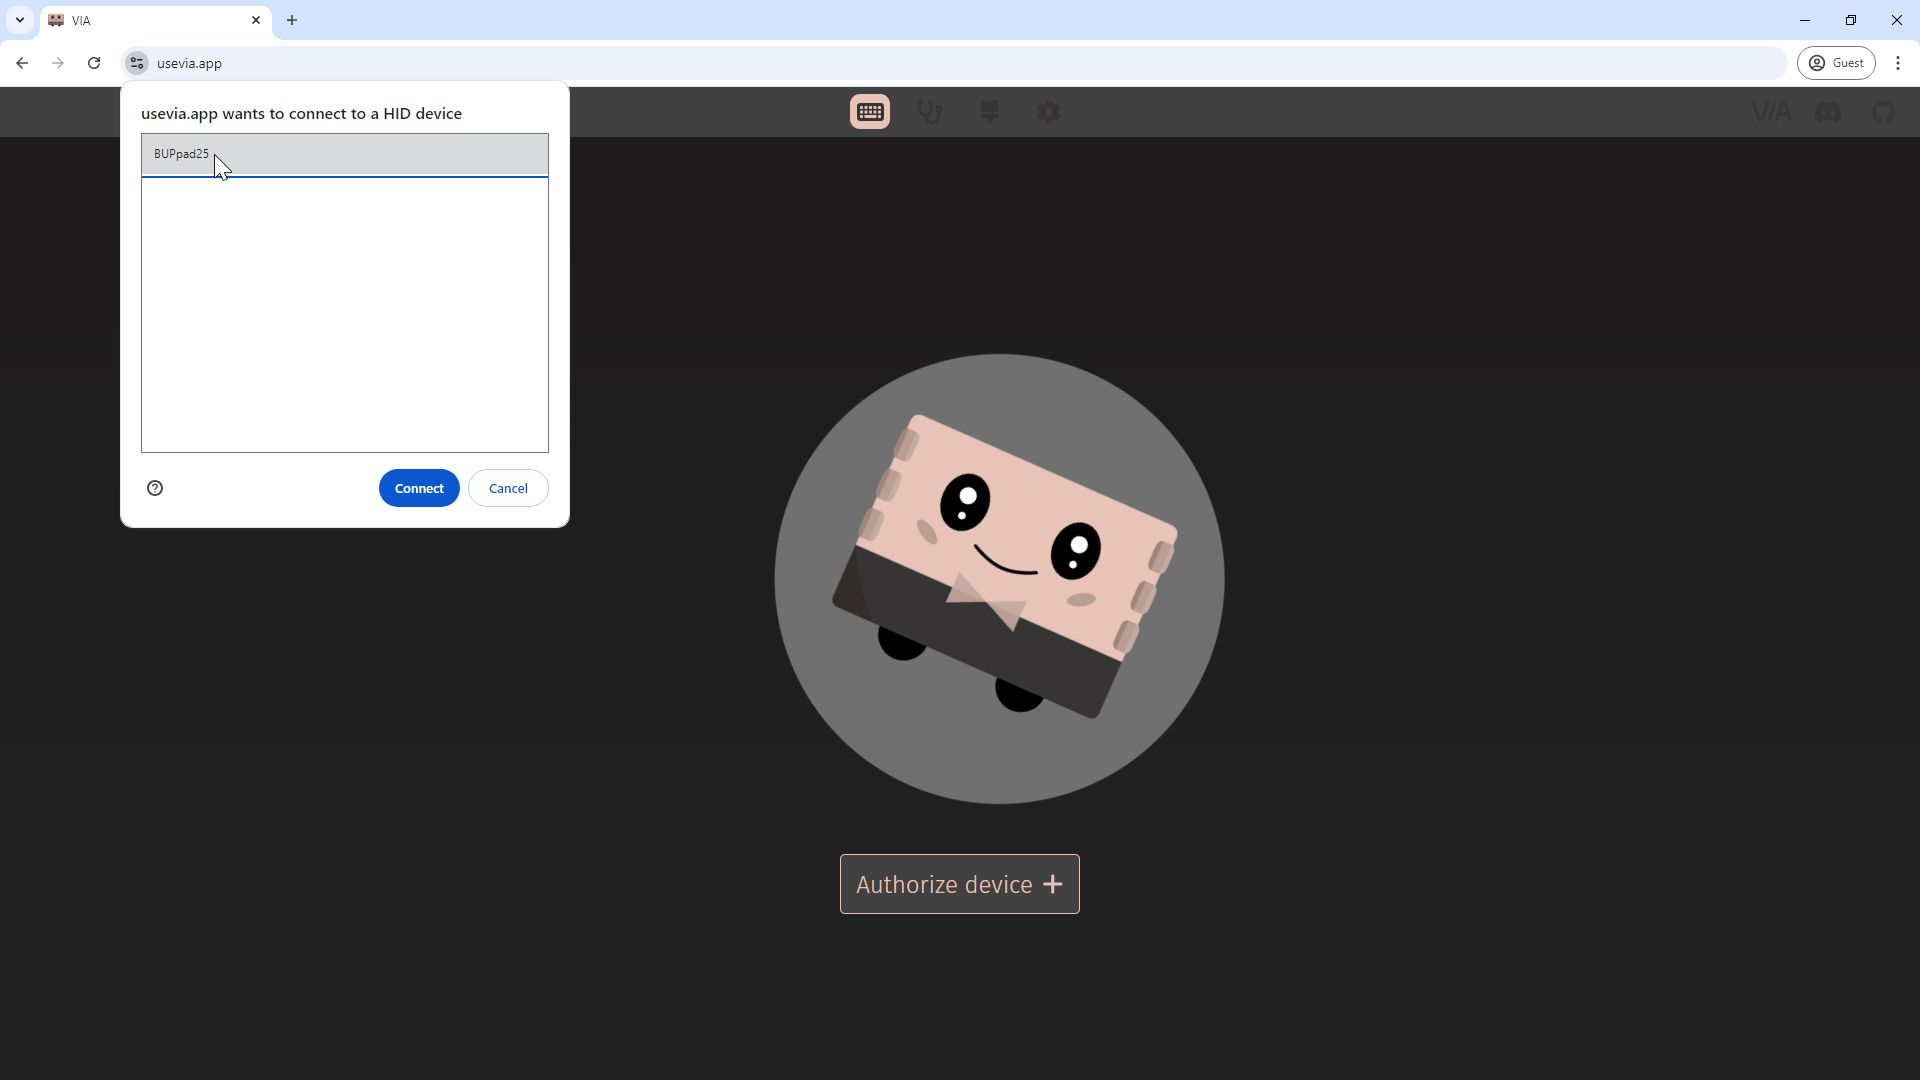 VIA
usevia.app
Guest
usevia.app wants to connect to a HID device
BUPpad25
Connect
Cancel
VIA
Authorize device +